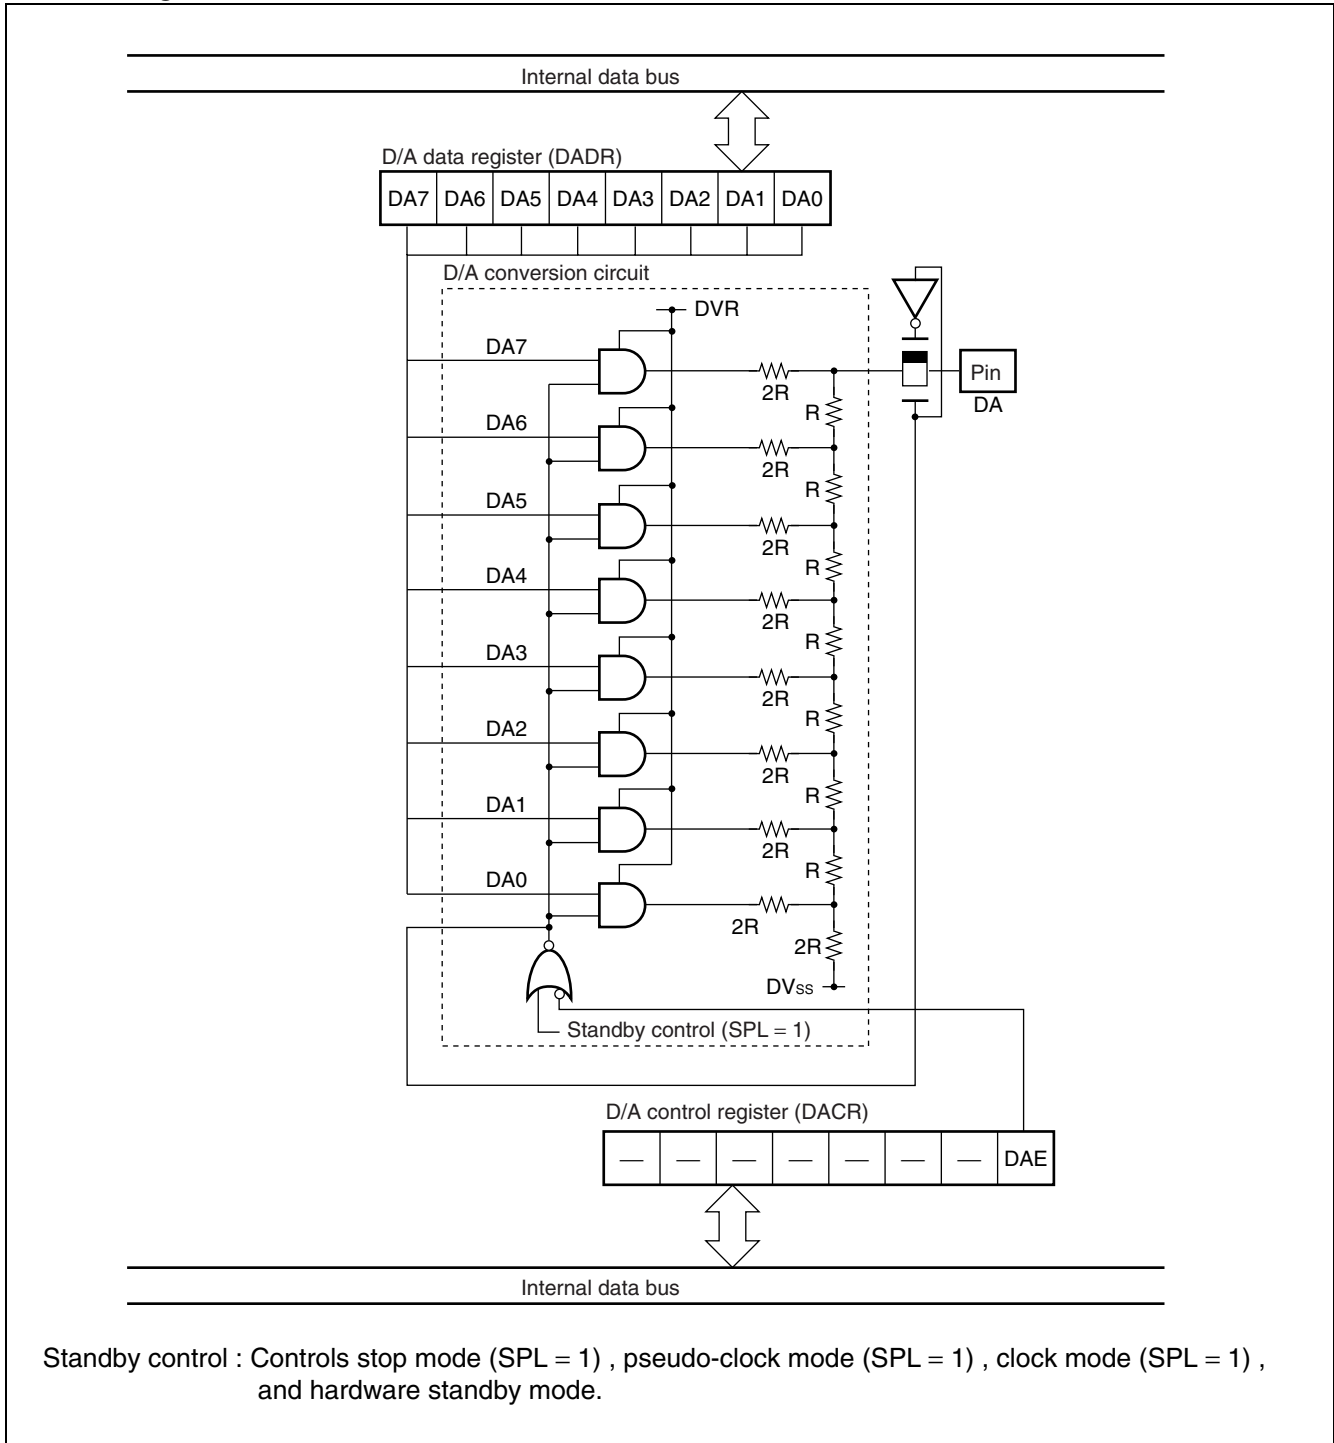 Internal data bus
D/A data register (DADR)
DA7 DA6 DA5 DA4 DA3 DA2 DA1 DA0
D/A conversion circuit
DVR
DA7
2R
R
Pin
DA
DA6
2R
R
DA5
2R
R
DA4
2R
R
DA3
2R
R
DA2
2R
R
DA1
2R
R
DA0
2R
2R
DVSS
Standby control (SPL = 1)
D/A control register (DACR)
— — — — — — — DAE
Internal data bus
Standby control : Controls stop mode (SPL = 1) , pseudo-clock mode (SPL = 1) , clock mode (SPL = 1) ,
and hardware standby mode.